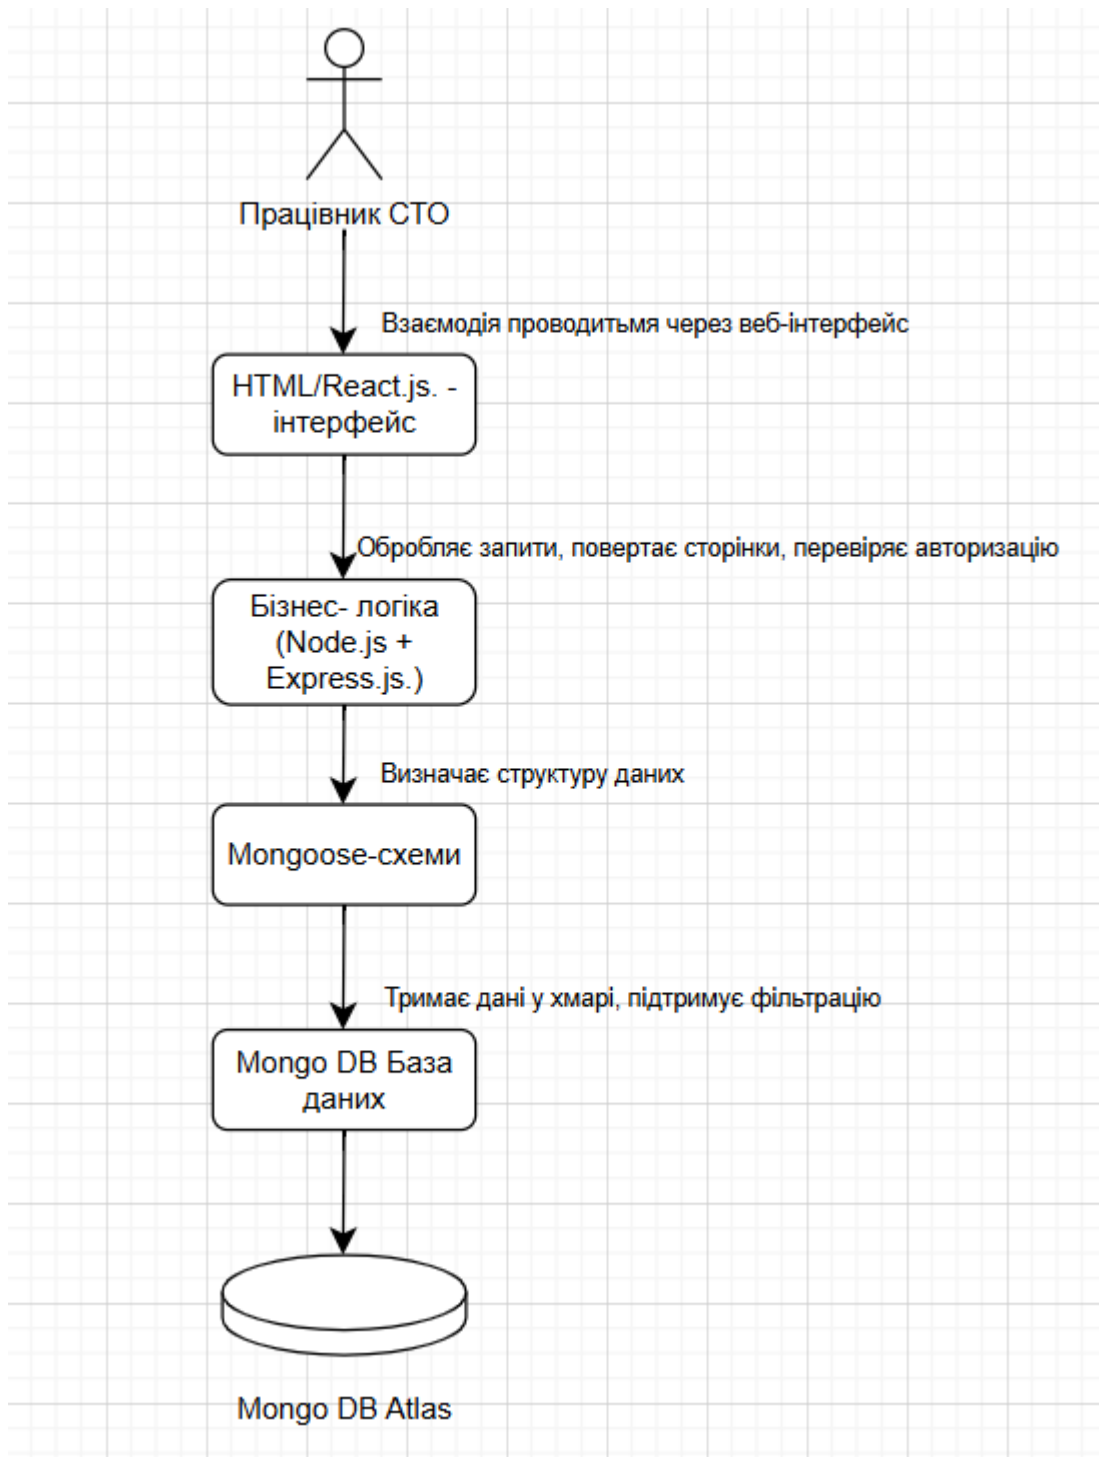 Працівник СТО
Взаємодія проводитьмя через веб-інтерфейс
HTML/React.js. -
інтерфейс
Обробляє запити, повертає сторінки, перевіряє авторизацію
Бізнес- логіка
(Node.js +
Express.js.)
Визначає структуру даних
Mongoose-схеми
Тримає дані у хмарі, підтримує фільтрацію
Mongo DB База
даних
Mongo DB Atlas